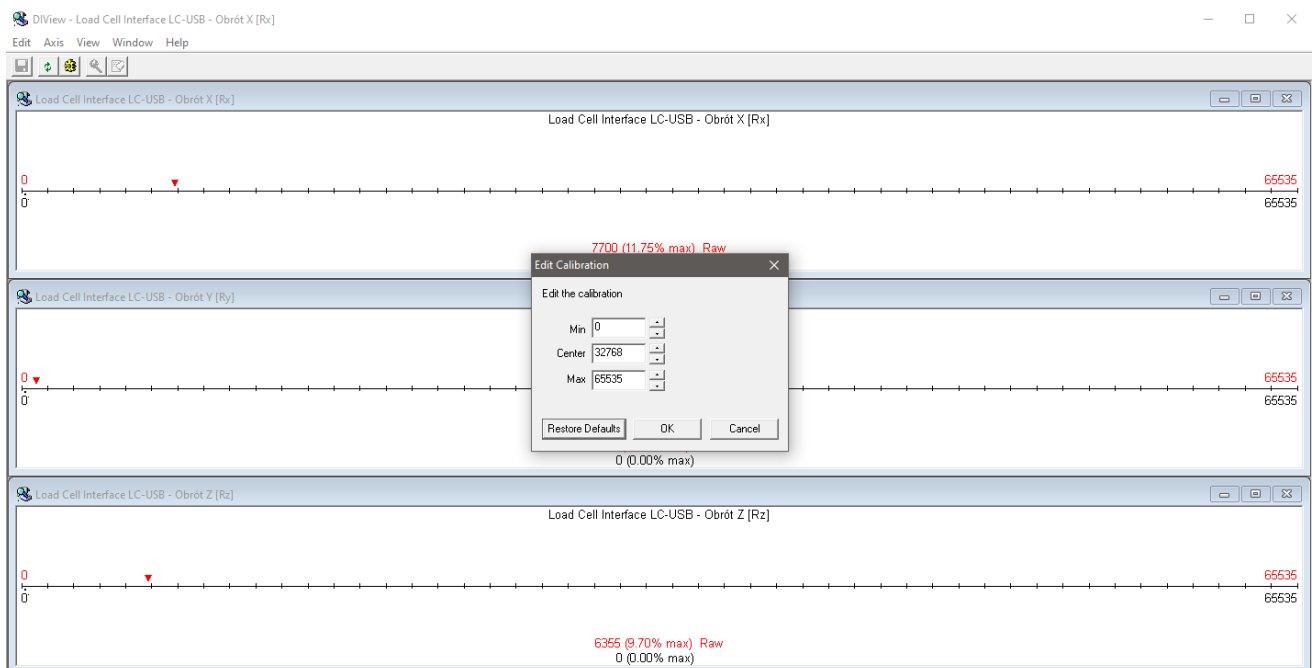 DIView - Load Cell Interface LC-USB - Obrót X [Rx]
Edit Axis View Window Help
Load Cell Interface LC-USB - Obrót X [Rx]
Load Cell Interface LC-USB - Obrót X [Rx]
0 65535
0 65535
7700 (11.75% max) Raw
Edit Calibration
Edit the calibration
Min 0
Center 32768
Max 65535
Restore Defaults OK Cancel
Load Cell Interface LC-USB - Obrót Y [Ry]
0 65535
0 65535
0 (0.00% max)
Load Cell Interface LC-USB - Obrót Z [Rz]
Load Cell Interface LC-USB - Obrót Z [Rz]
0 65535
0 65535
6355 (9.70% max) Raw
0 (0.00% max)